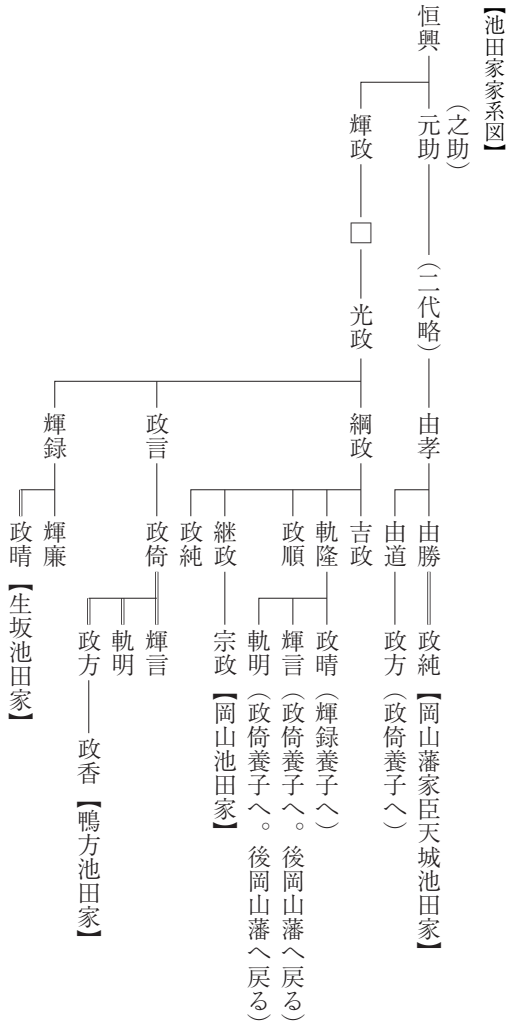 【池田家家系図】
恒興
元助
（之助）
（二代略）
由孝
由勝
政純【岡山藩家臣天城池田家】
由道
政方（政倚養子へ）
輝政
□
光政
綱政
吉政
軌隆
政晴（輝録養子へ）
輝言（政倚養子へ。後岡山藩へ戻る）
軌明（政倚養子へ。後岡山藩へ戻る）
政順
継政
宗政【岡山池田家】
政純
政言
政倚
輝言
軌明
政方
政香【鴨方池田家】
輝録
輝廉
政晴【生坂池田家】